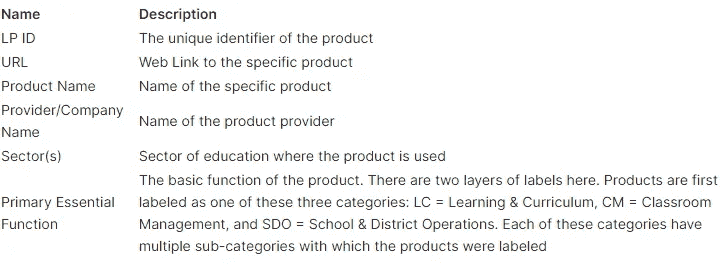 Name Description
LP ID The unique identifier of the product
URL Web Link to the specific product
Product Name Name of the specific product
Provider/Company
Name Name of the product provider
Sector(s) Sector of education where the product is used
The basic function of the product. There are two layers of labels here. Products are first
Primary Essential labeled as one of these three categories: LC = Learning & Curriculum, CM = Classroom
Function Management, and SDO = School & District Operations. Each of these categories have
multiple sub-categories with which the products were labeled